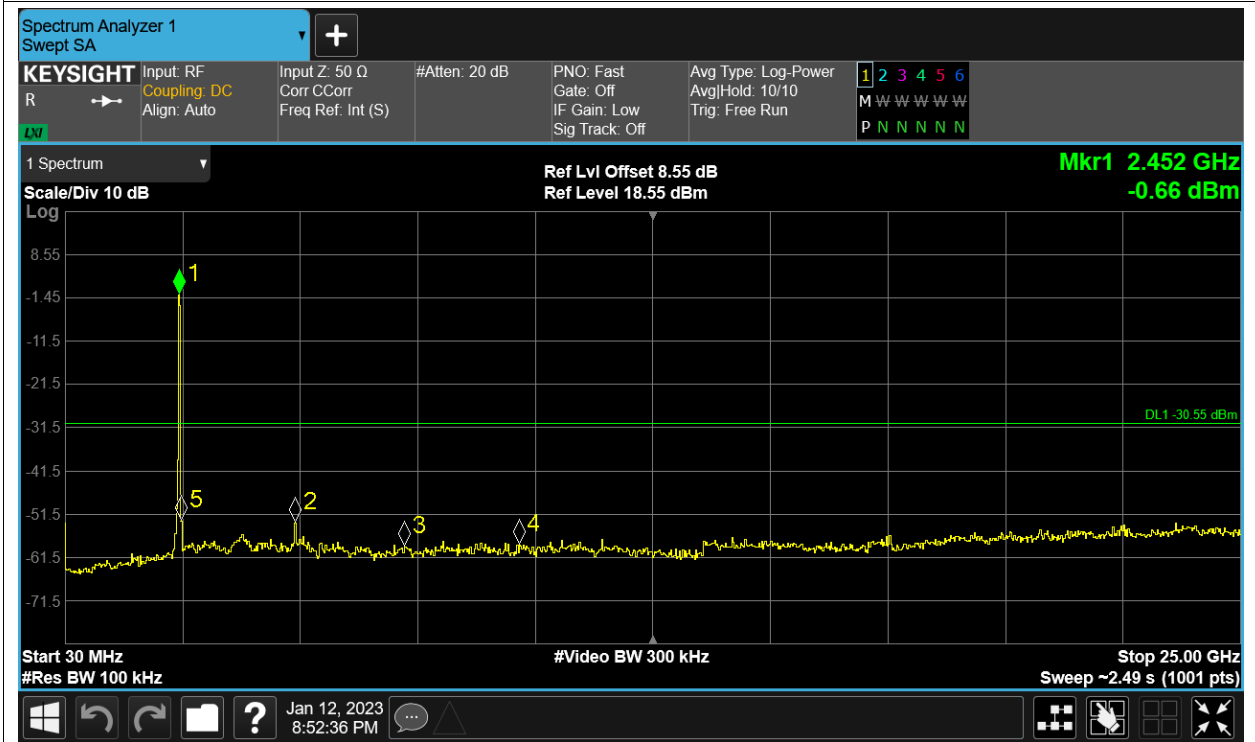 Spectrum Analyzer 1
Swept SA
KEYSIGHT
R
LXI
Input: RF
Coupling: DC
Align: Auto
Input Z: 50 Ω
Corr CCorr
Freq Ref: Int (S)
#Atten: 20 dB
PNO: Fast
Gate: Off
IF Gain: Low
Sig Track: Off
Avg Type: Log-Power
Avg|Hold: 10/10
Trig: Free Run
1 2 3 4 5 6
M W W W W W
P N N N N N
1 Spectrum
Scale/Div 10 dB
Ref Lvl Offset 8.55 dB
Ref Level 18.55 dBm
Mkr1 2.452 GHz
-0.66 dBm
Log
8.55
-1.45
-11.5
-21.5
-31.5
-41.5
-51.5
-61.5
-71.5
1
5
2
3
4
DL1 -30.55 dBm
Start 30 MHz
#Video BW 300 kHz
Stop 25.00 GHz
#Res BW 100 kHz
Sweep ~2.49 s (1001 pts)
?
Jan 12, 2023
8:52:36 PM